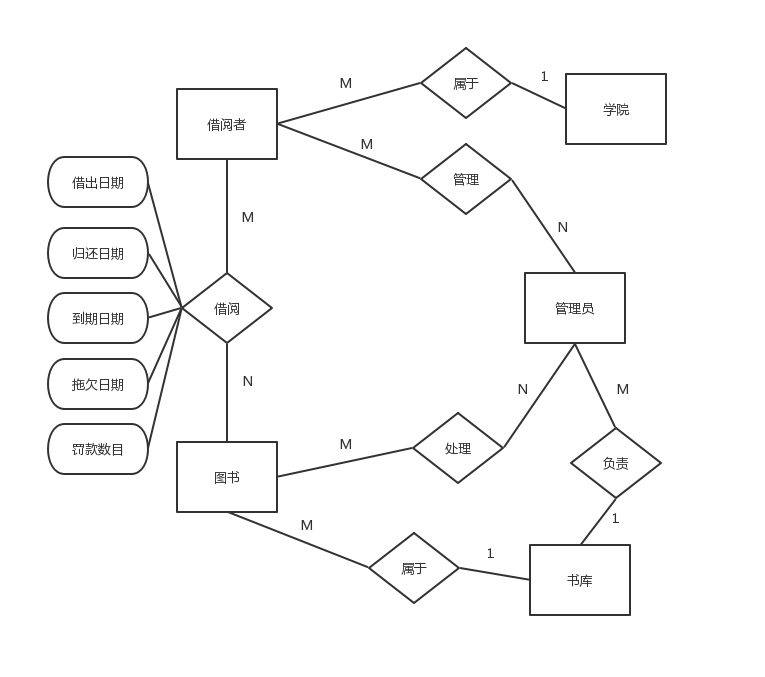 M
属于
1
学院
借阅者
M
管理
借出日期
M
N
归还日期
借阅
管理员
到期日期
拖欠日期
N
N
M
罚款数目
图书
M
处理
负责
M
属于
1
1
书库